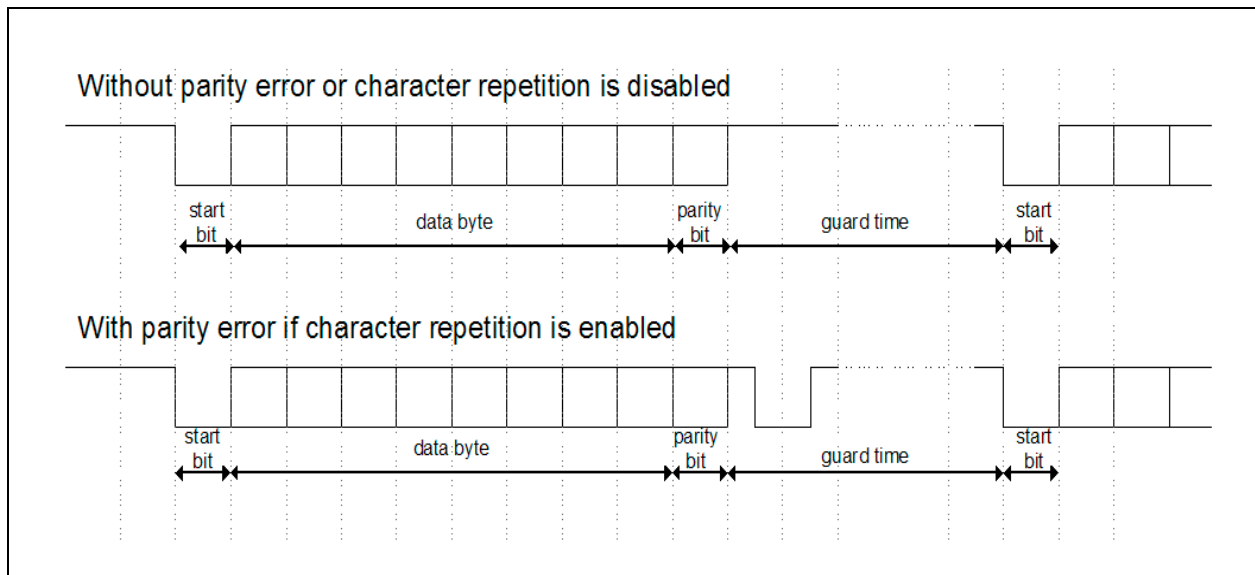 Without parity error or character repetition is disabled
start
bit
data byte
parity
bit
guard time
start
bit
With parity error if character repetition is enabled
start
bit
data byte
parity
bit
guard time
start
bit